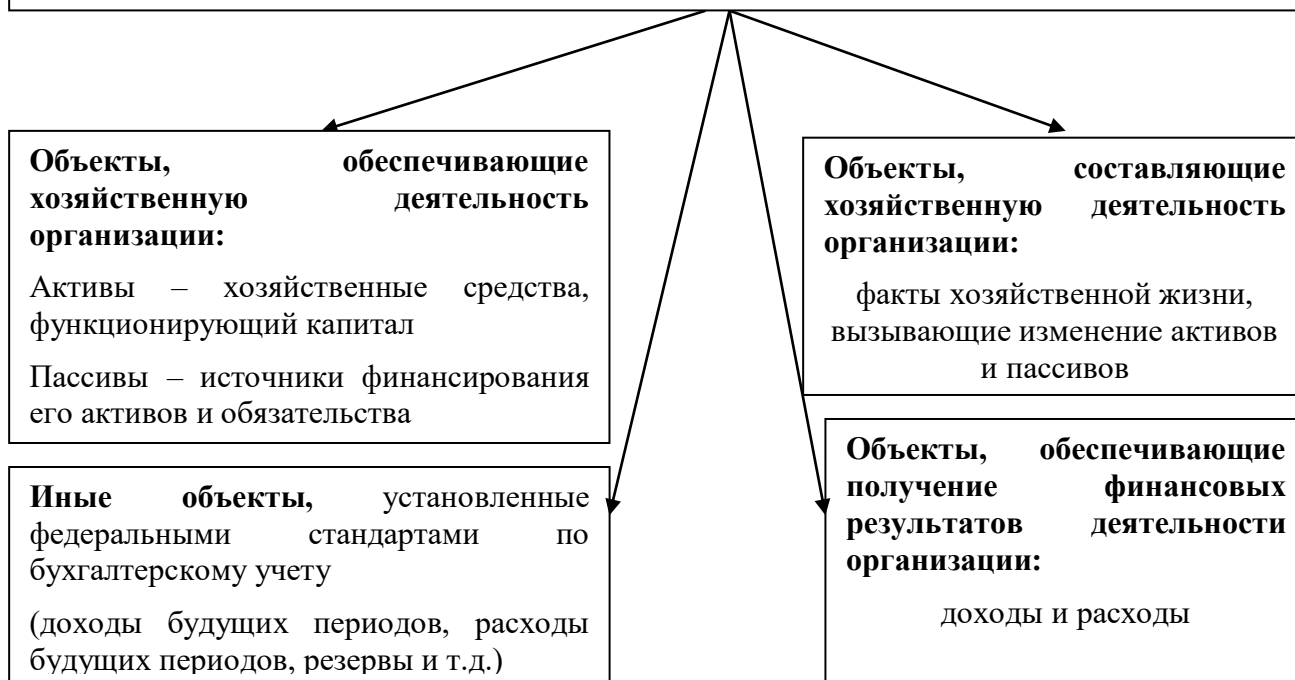 Объекты, обеспечивающие
хозяйственную деятельность
организации:
Активы – хозяйственные средства,
функционирующий капитал
Пассивы – источники финансирования
его активов и обязательства
Объекты, составляющие
хозяйственную деятельность
организации:
факты хозяйственной жизни,
вызывающие изменение активов
и пассивов
Иные объекты, установленные
федеральными стандартами по
бухгалтерскому учету
(доходы будущих периодов, расходы
будущих периодов, резервы и т.д.)
Объекты, обеспечивающие
получение финансовых
результатов деятельности
организации:
доходы и расходы